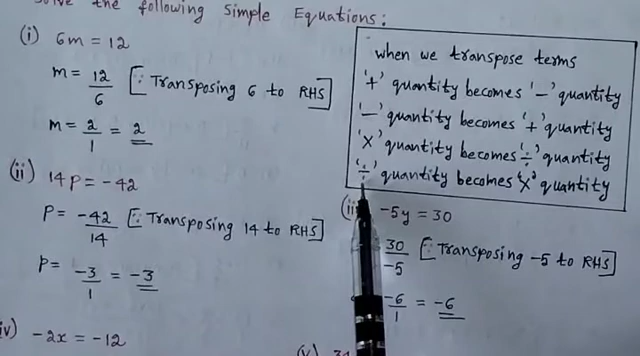 Solve the following Simple Equations:
(i) 6m = 12
m = 12/6 [∵ Transposing 6 to RHS]
m = 2/1 = 2
when we transpose terms
'+' quantity becomes '−' quantity
'−' quantity becomes '+' quantity
'×' quantity becomes '÷' quantity
'÷' quantity becomes '×' quantity
(ii) 14P = -42
P = -42/14 [∵ Transposing 14 to RHS]
P = -3/1 = -3
-5y = 30
30/-5 [∵ Transposing -5 to RHS]
-6/1 = -6
iv) -2x = -12
(v)